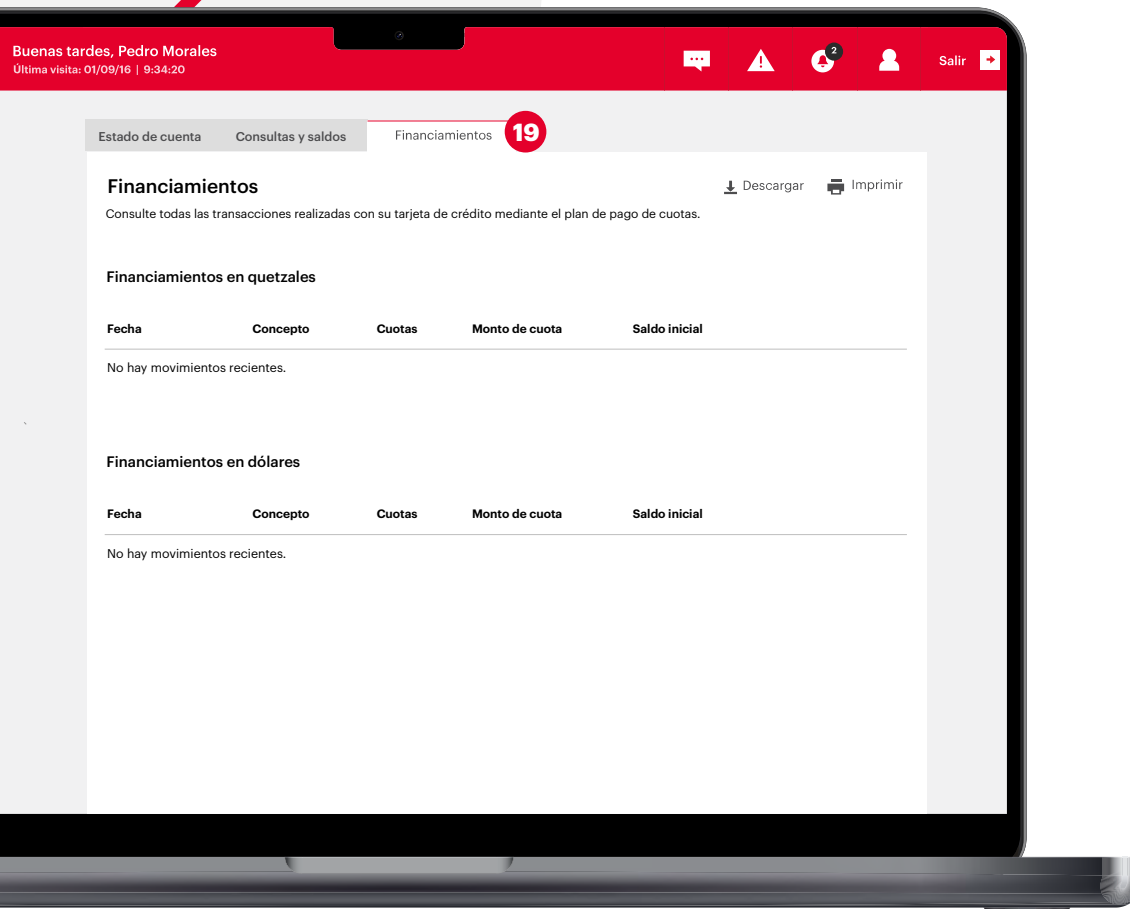 Buenas tardes, Pedro Morales
Última visita: 01/09/16 | 9:34:20
2
Salir
Estado de cuenta
Consultas y saldos
Financiamientos
19
Financiamientos
Descargar
Imprimir
Consulte todas las transacciones realizadas con su tarjeta de crédito mediante el plan de pago de cuotas.
Financiamientos en quetzales
Fecha Concepto Cuotas Monto de cuota Saldo inicial
No hay movimientos recientes.
Financiamientos en dólares
Fecha Concepto Cuotas Monto de cuota Saldo inicial
No hay movimientos recientes.